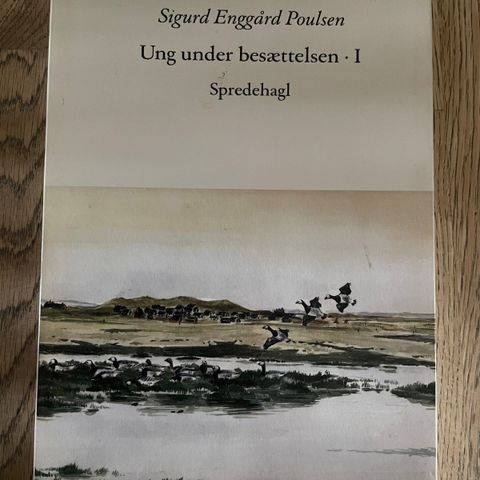 Sigurd Enggård Poulsen
Ung under besættelsen · I
Spredehagl